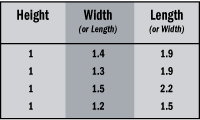 Height Width Length
(or Length) (or Width)
1 1.4 1.9
1 1.3 1.9
1 1.5 2.2
1 1.2 1.5